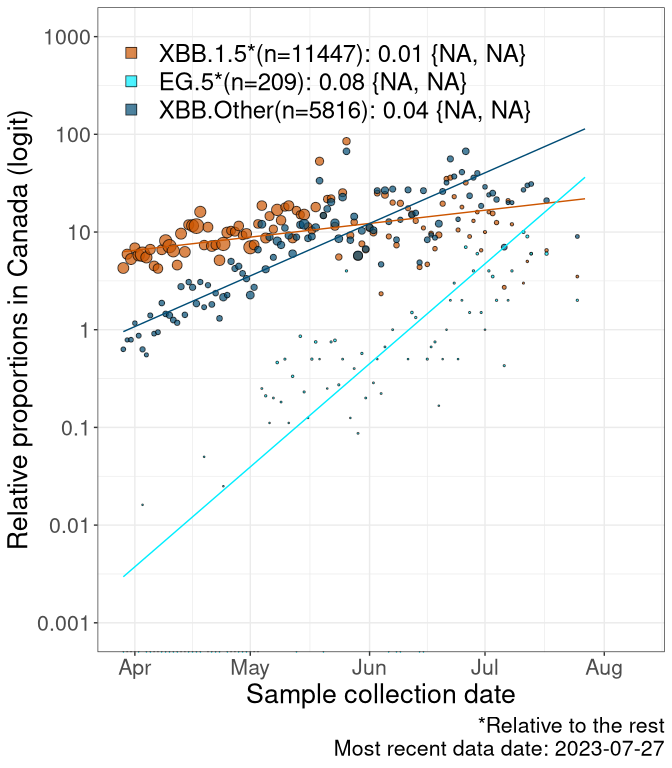 XBB.1.5*(n=11447): 0.01 {NA, NA}
EG.5*(n=209): 0.08 {NA, NA}
XBB.Other(n=5816): 0.04 {NA, NA}
Relative proportions in Canada (logit)
1000
100
10
1
0.1
0.01
0.001
Apr May Jun Jul Aug
Sample collection date
*Relative to the rest
Most recent data date: 2023-07-27